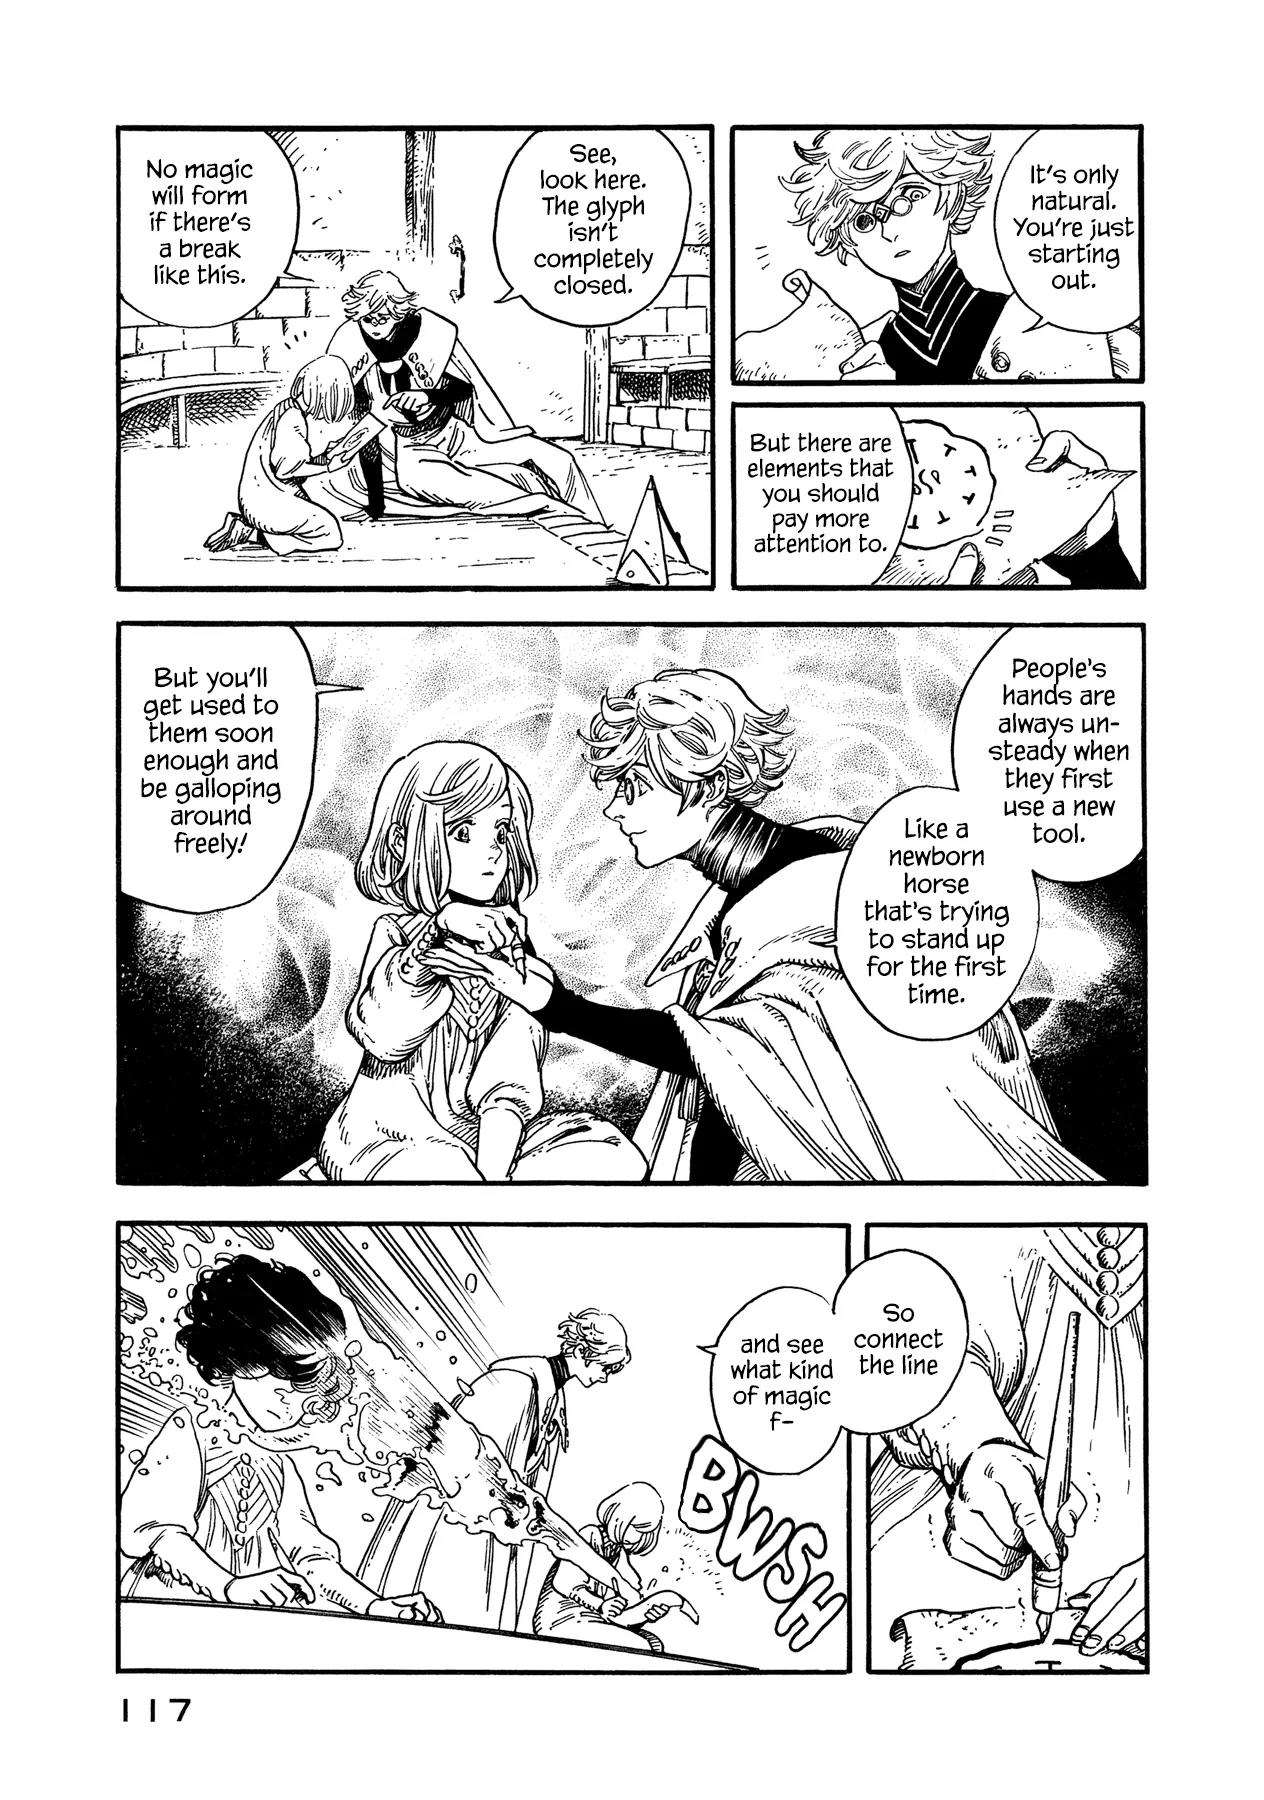 It's only
natural.
You're just
starting
out.
But there are
elements that
you should
pay more
attention to.
See,
look here.
The glyph
isn't
completely
closed.
No magic
will form
if there's
a break
like this.
People's
hands are
always un-
steady when
they first
use a new
tool.
Like a
newborn
horse
that's trying
to stand up
for the first
time.
But you'll
get used to
them soon
enough and
be galloping
around
freely!
So
connect
the line
and see
what kind
of magic
f-
BWSH
117